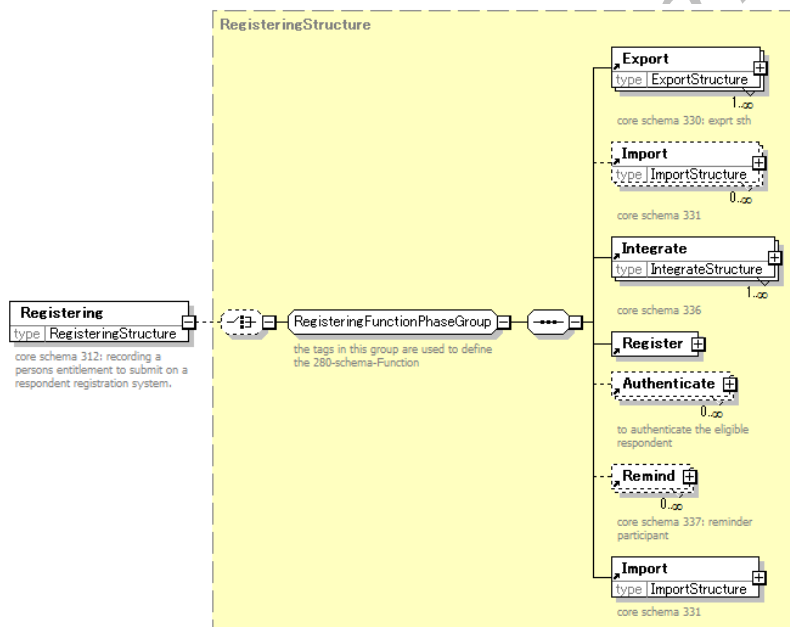 RegisteringStructure
Export
type ExportStructure
1..∞
core schema 330: exprt sth
Import
type ImportStructure
0..∞
core schema 331
Integrate
type IntegrateStructure
1..∞
core schema 336
Registering
type RegisteringStructure
core schema 312: recording a
persons entitlement to submit on a
respondent registration system.
RegisteringFunctionPhaseGroup
the tags in this group are used to define
the 280-schema-Function
Register
Authenticate
0..∞
to authenticate the eligible
respondent
Remind
0..∞
core schema 337: reminder
participant
Import
type ImportStructure
core schema 331